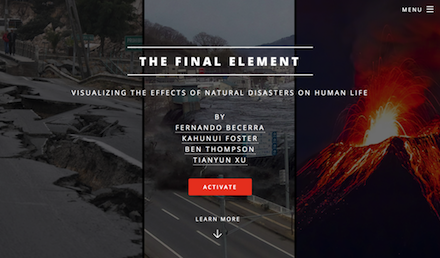 MENU
THE FINAL ELEMENT
VISUALIZING THE EFFECTS OF NATURAL DISASTERS ON HUMAN LIFE
BY
FERNANDO BECERRA
KAHUNUI FOSTER
BEN THOMPSON
TIANYUN XU
ACTIVATE
LEARN MORE